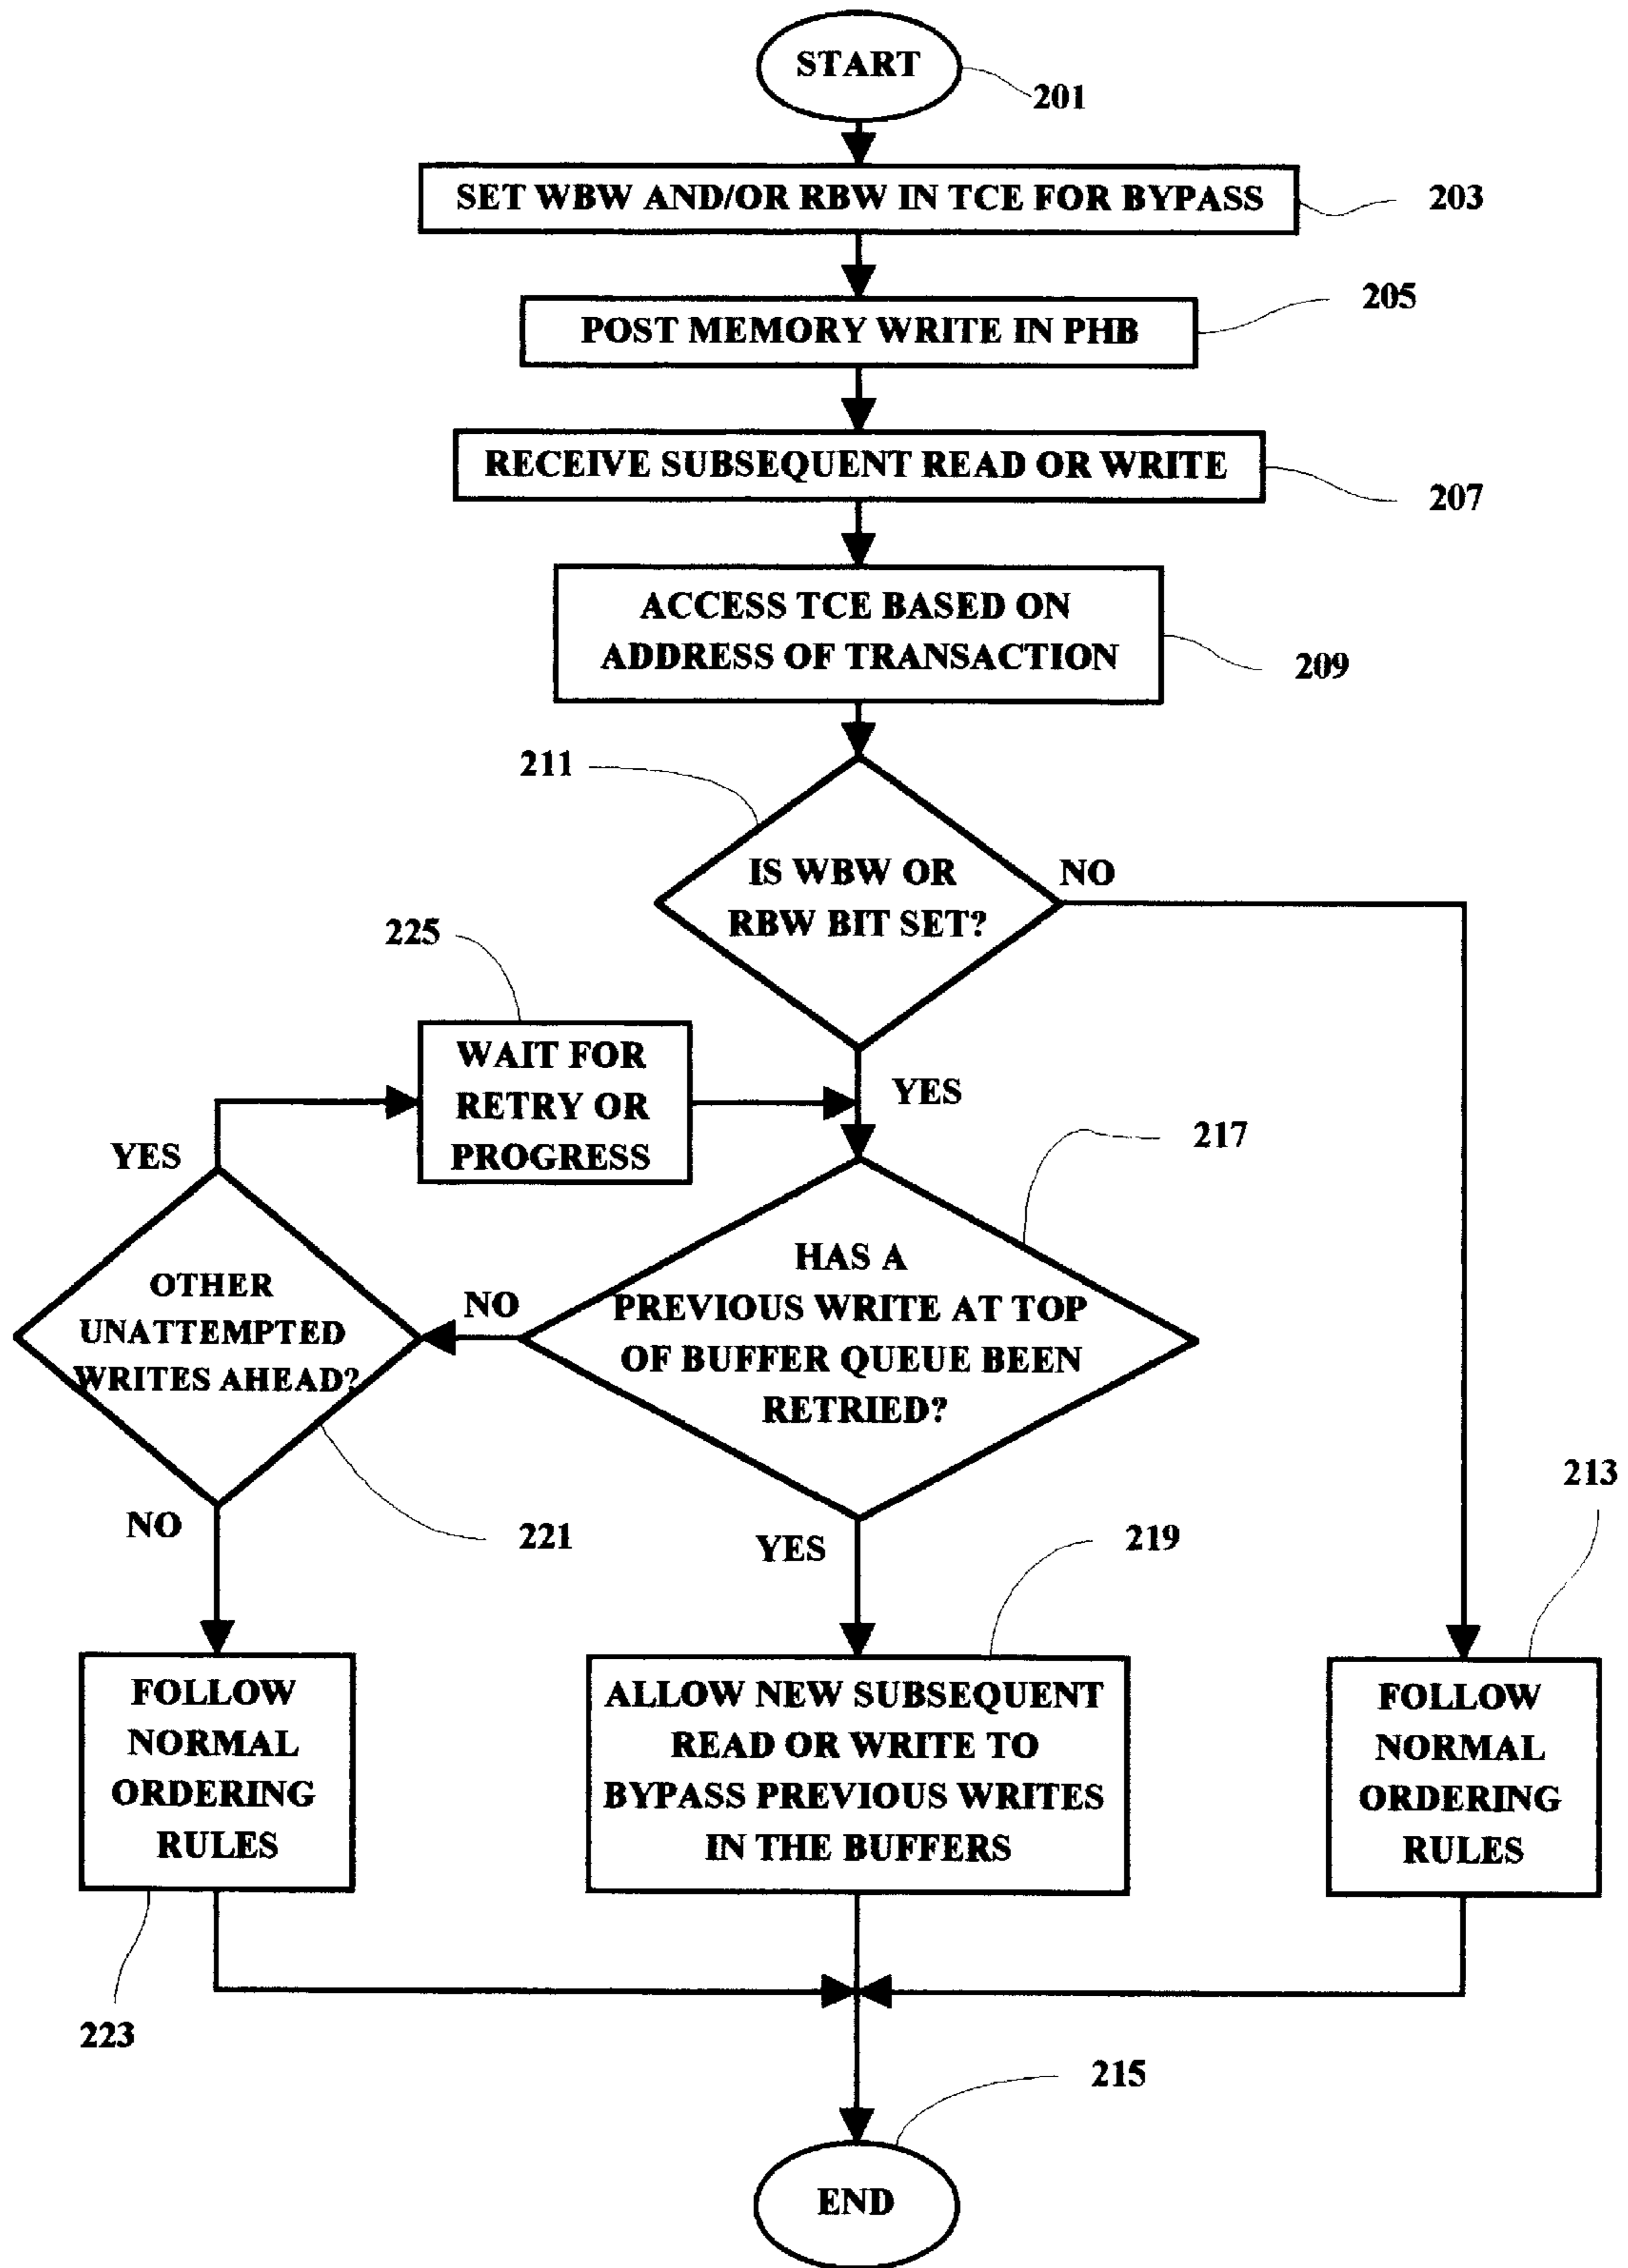 START
201
SET WBW AND/OR RBW IN TCE FOR BYPASS
203
205
POST MEMORY WRITE IN PHB
RECEIVE SUBSEQUENT READ OR WRITE
207
ACCESS TCE BASED ON
ADDRESS OF TRANSACTION
209
211
IS WBW OR
RBW BIT SET?
NO
225
WAIT FOR
RETRY OR
PROGRESS
YES
YES
217
HAS A
PREVIOUS WRITE AT TOP
OF BUFFER QUEUE BEEN
RETRIED?
NO
OTHER
UNATTEMPTED
WRITES AHEAD?
221
NO
YES
219
213
FOLLOW
NORMAL
ORDERING
RULES
ALLOW NEW SUBSEQUENT
READ OR WRITE TO
BYPASS PREVIOUS WRITES
IN THE BUFFERS
FOLLOW
NORMAL
ORDERING
RULES
223
215
END